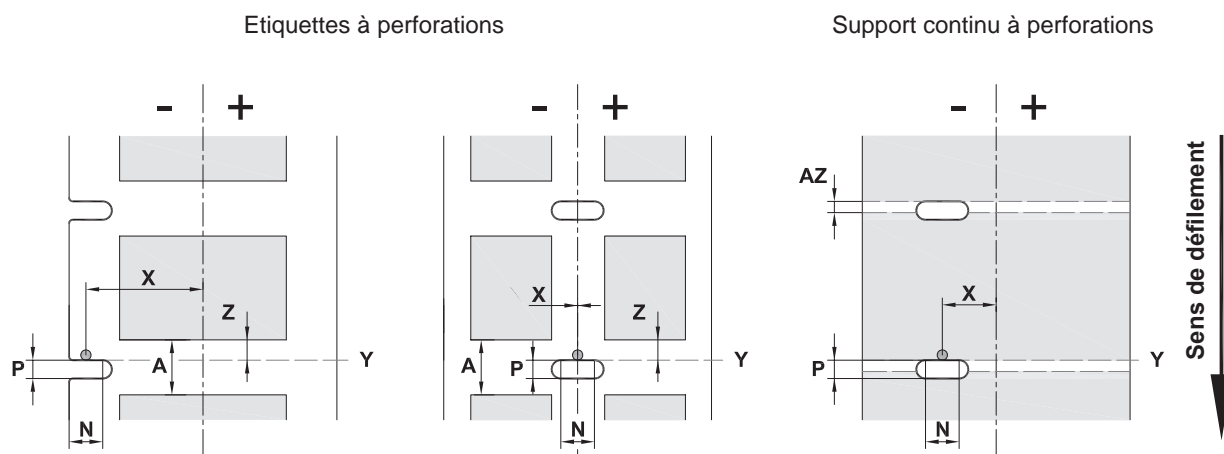 Etiquettes à perforations
Support continu à perforations
- +
- +
- +
AZ
X
Z
X
Z
X
P
A
Y
A
P
Y
P
Y
N
N
N
Sens de défilement